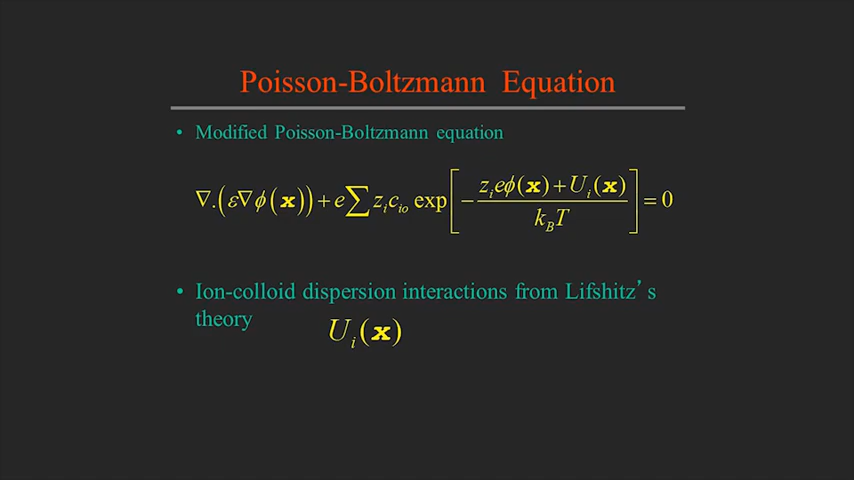 Poisson-Boltzmann Equation
• Modified Poisson-Boltzmann equation
∇.(ε∇ϕ(x))+e∑z_i c_io exp[−(z_i eϕ(x)+U_i(x))/(k_B T)]=0
• Ion-colloid dispersion interactions from Lifshitz’s
theory
U_i(x)